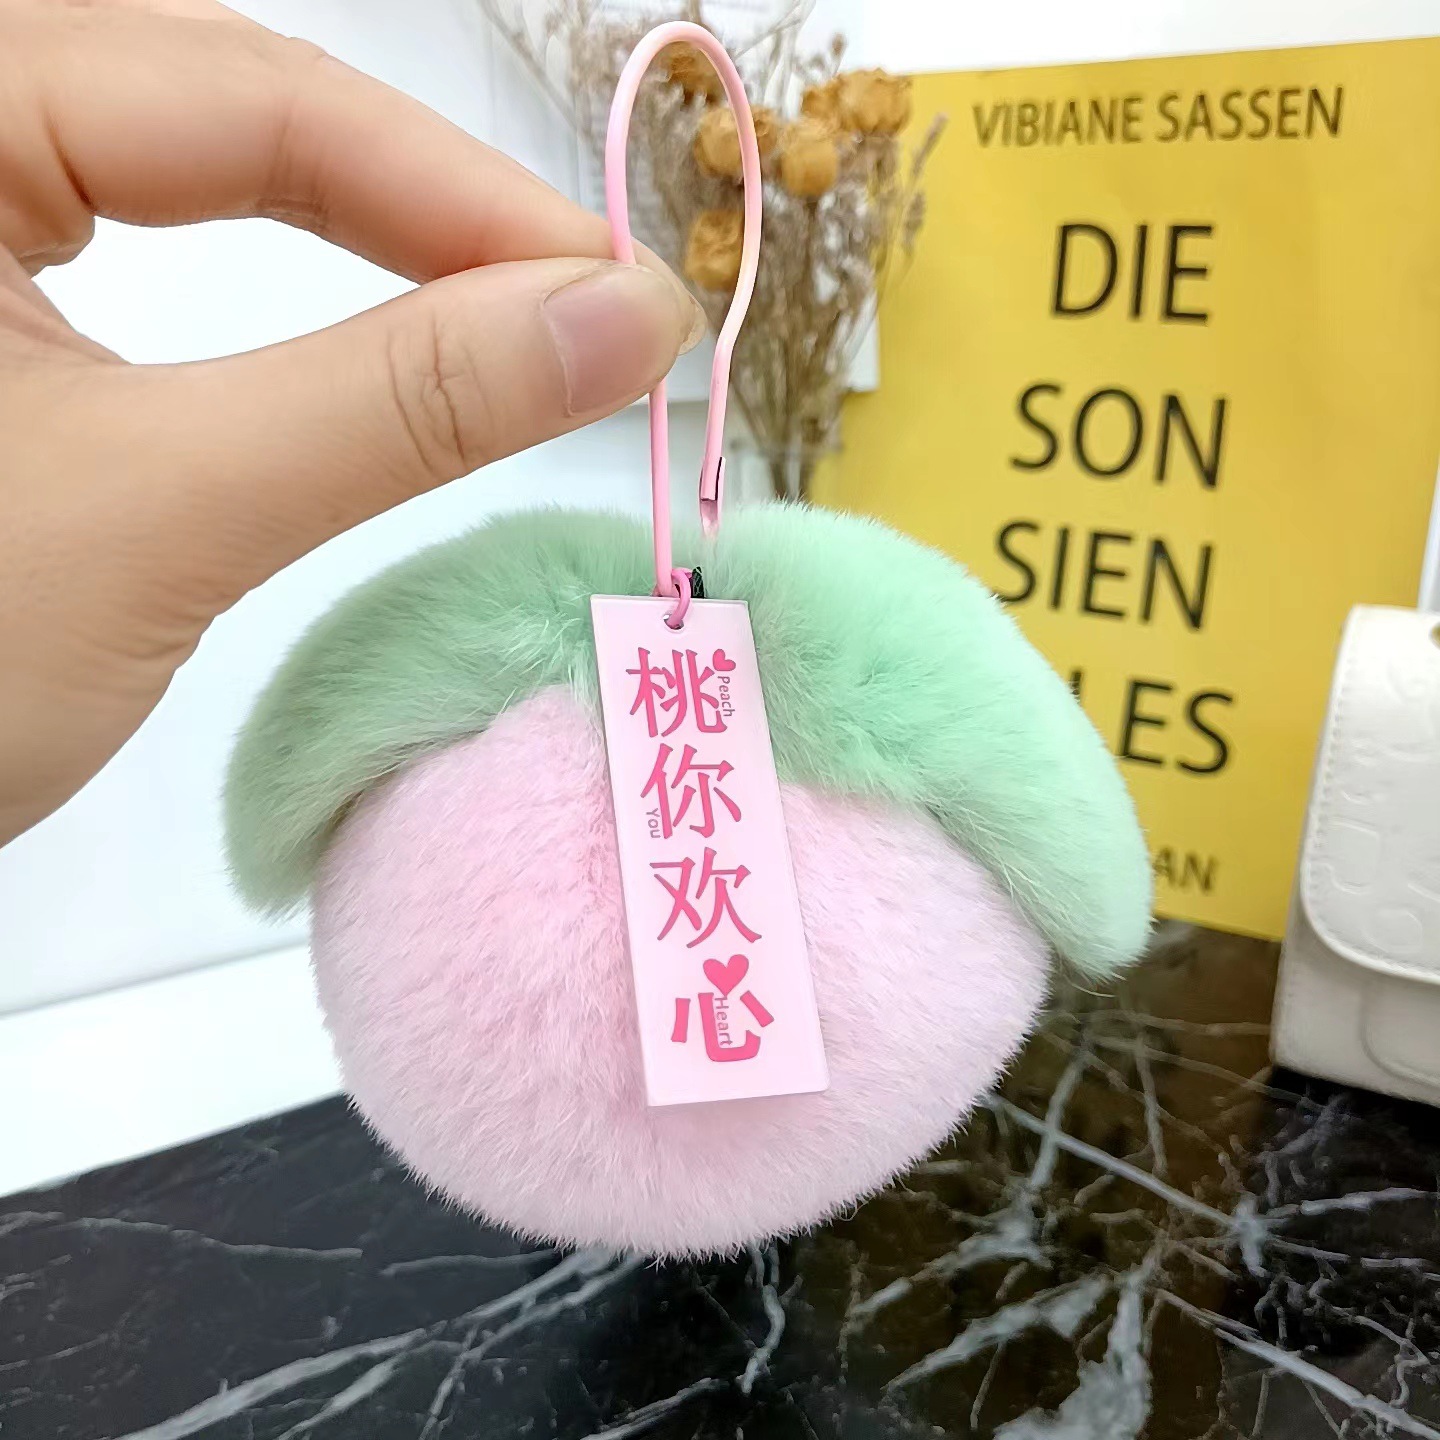 桃
Peach
你
You
欢
心
Heart
VIBIANE SASSEN
DIE
SON
SIEN
LES
AN